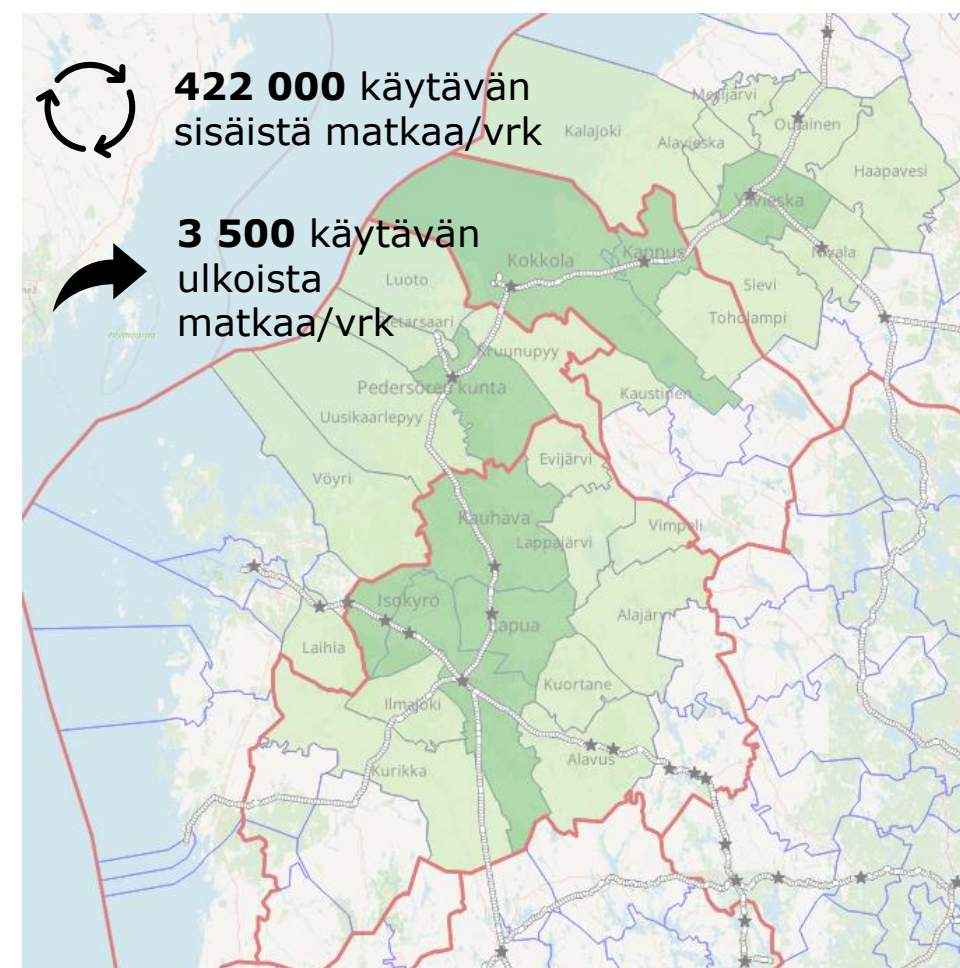 422 000 käytävän
sisäistä matkaa/vrk
3 500 käytävän
ulkoista
matkaa/vrk
Merijärvi
Oulainen
Kalajoki
Alavieska
Haapavesi
Ylivieska
Kannus
Kokkola
Nivala
Luoto
Sievi
Pietarsaari
Toholampi
Kruunupyy
Pedersören kunta
Kaustinen
Uusikaarlepyy
Evijärvi
Vöyri
Kauhava
Vimpeli
Lappajärvi
Isokyrö
Alajärvi
Lapua
Laihia
Kuortane
Ilmajoki
Alavus
Kurikka